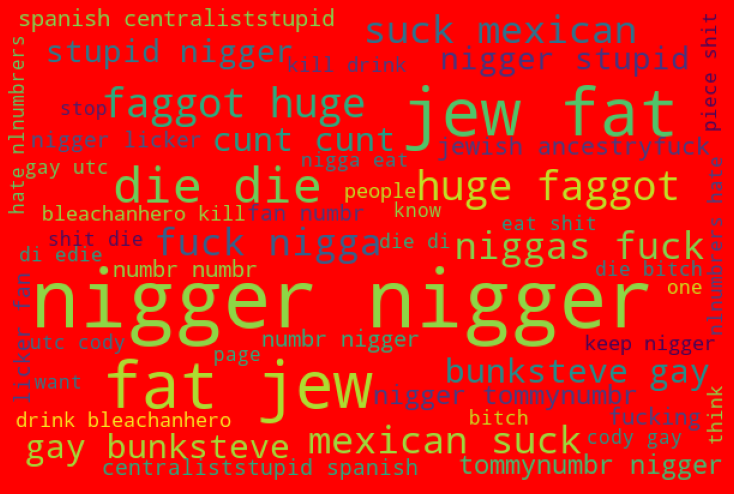 spanish centraliststupid
suck mexican
stupid nigger
nigger stupid
kill drink
piece shit
hate nlnumbrers
stop
faggot huge
jew fat
nigger licker
cunt cunt
jewish ancestryfuck
gay utc
nigga eat
die die
people
huge faggot
bleachanhero kill
fan numbr
know
eat shit
shit die
fuck nigga
die di
niggas fuck
nlnumbrers hate
di edie
numbr numbr
die bitch
licker fan
nigger nigger
one
utc cody
page
numbr nigger
keep nigger
want
fat jew
bunksteve gay
nigger tommynumbr
think
drink bleachanhero
bitch
fucking
gay bunksteve
mexican suck
cody gay
centraliststupid spanish
tommynumbr nigger